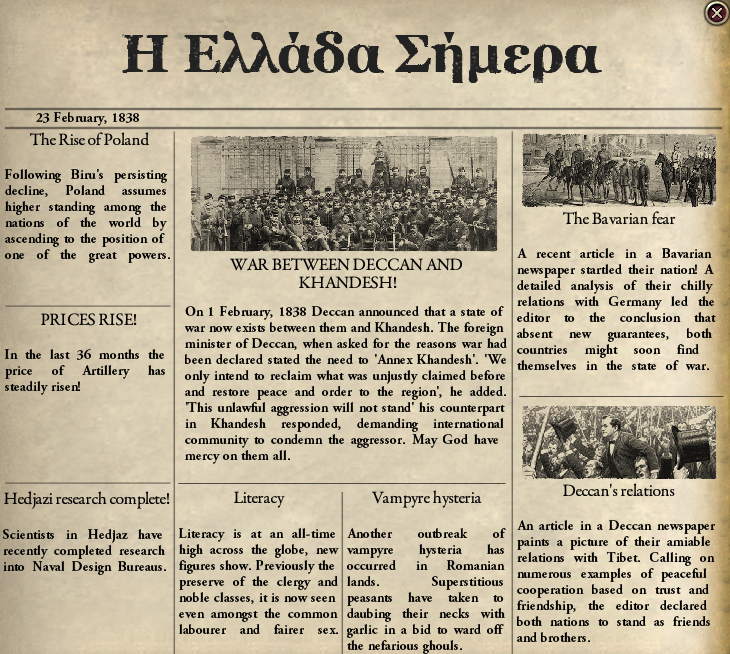 Η Ελλάδα Σήμερα
23 February, 1838
The Rise of Poland
Following Biru's persisting
decline, Poland assumes
higher standing among the
nations of the world by
ascending to the position of
one of the great powers.
PRICES RISE!
In the last 36 months the
price of Artillery has
steadily risen!
Hedjazi research complete!
Scientists in Hedjaz have
recently completed research
into Naval Design Bureaus.
WAR BETWEEN DECCAN AND
KHANDESH!
On 1 February, 1838 Deccan announced that a state of
war now exists between them and Khandesh. The foreign
minister of Deccan, when asked for the reasons war had
been declared stated the need to 'Annex Khandesh'. 'We
only intend to reclaim what was unjustly claimed before
and restore peace and order to the region', he added.
'This unlawful aggression will not stand' his counterpart
in Khandesh responded, demanding international
community to condemn the aggressor. May God have
mercy on them all.
Literacy
Literacy is at an all-time
high across the globe, new
figures show. Previously the
preserve of the clergy and
noble classes, it is now seen
even amongst the common
labourer and fairer sex.
Vampyre hysteria
Another outbreak of
vampyre hysteria has
occurred in Romanian
lands. Superstitious
peasants have taken to
daubing their necks with
garlic in a bid to ward off
the nefarious ghouls.
The Bavarian fear
A recent article in a Bavarian
newspaper startled their nation! A
detailed analysis of their chilly
relations with Germany led the
editor to the conclusion that
absent new guarantees, both
countries might soon find
themselves in the state of war.
Deccan's relations
An article in a Deccan newspaper
paints a picture of their amiable
relations with Tibet. Calling on
numerous examples of peaceful
cooperation based on trust and
friendship, the editor declared
both nations to stand as friends
and brothers.